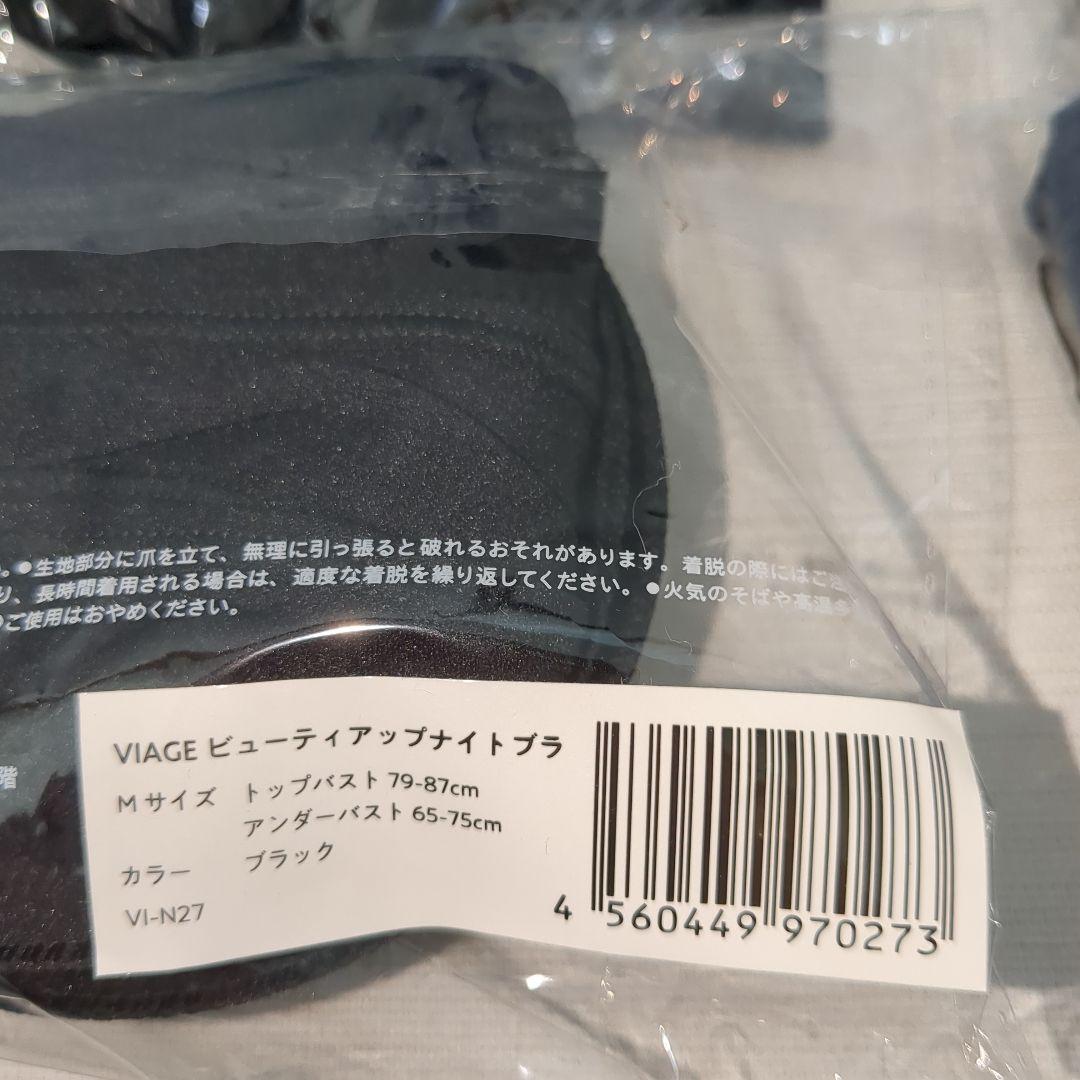 。●生地部分に爪を立て、無理に引っ張ると破れるおそれがあります。着脱の際にはご
り、長時間着用される場合は、適度な着脱を繰り返してください。●火気のそばや高温多
のご使用はおやめください。
階
VIAGE ビューティアップナイトブラ
M サイズ トップバスト 79-87cm
アンダーバスト 65-75cm
カラー ブラック
VI-N27
4 560449 970273